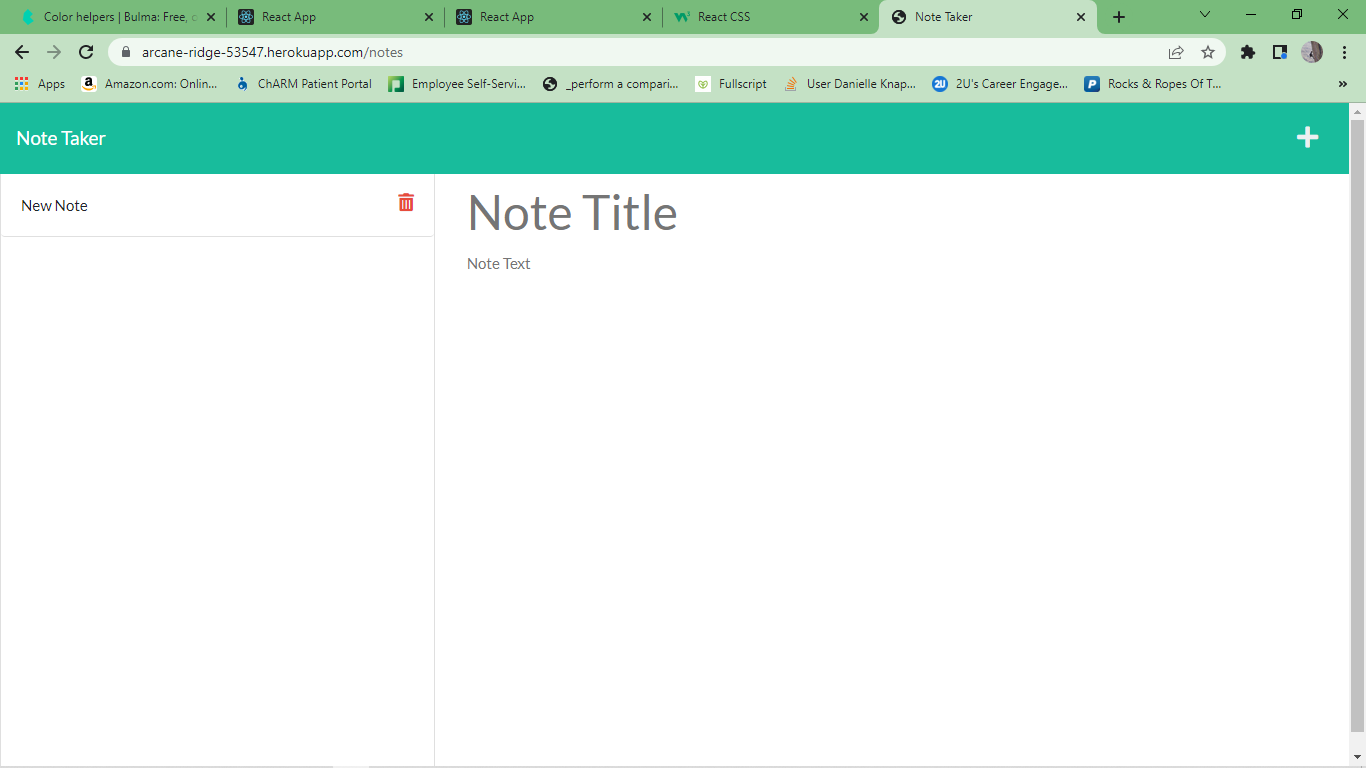 Color helpers | Bulma: Free, React App React App React CSS Note Taker
arcane-ridge-53547.herokuapp.com/notes
Apps Amazon.com: Onlin... ChARM Patient Portal Employee Self-Servi... _perform a compari... Fullscript User Danielle Knap... 2U 2U's Career Engage... Rocks & Ropes Of T... »
Note Taker
New Note
Note Title
Note Text